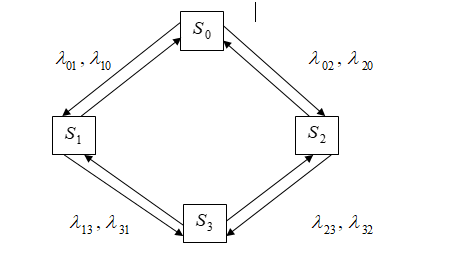 S₀
λ₀₁, λ₁₀
λ₀₂, λ₂₀
S₁
S₂
λ₁₃, λ₃₁
S₃
λ₂₃, λ₃₂